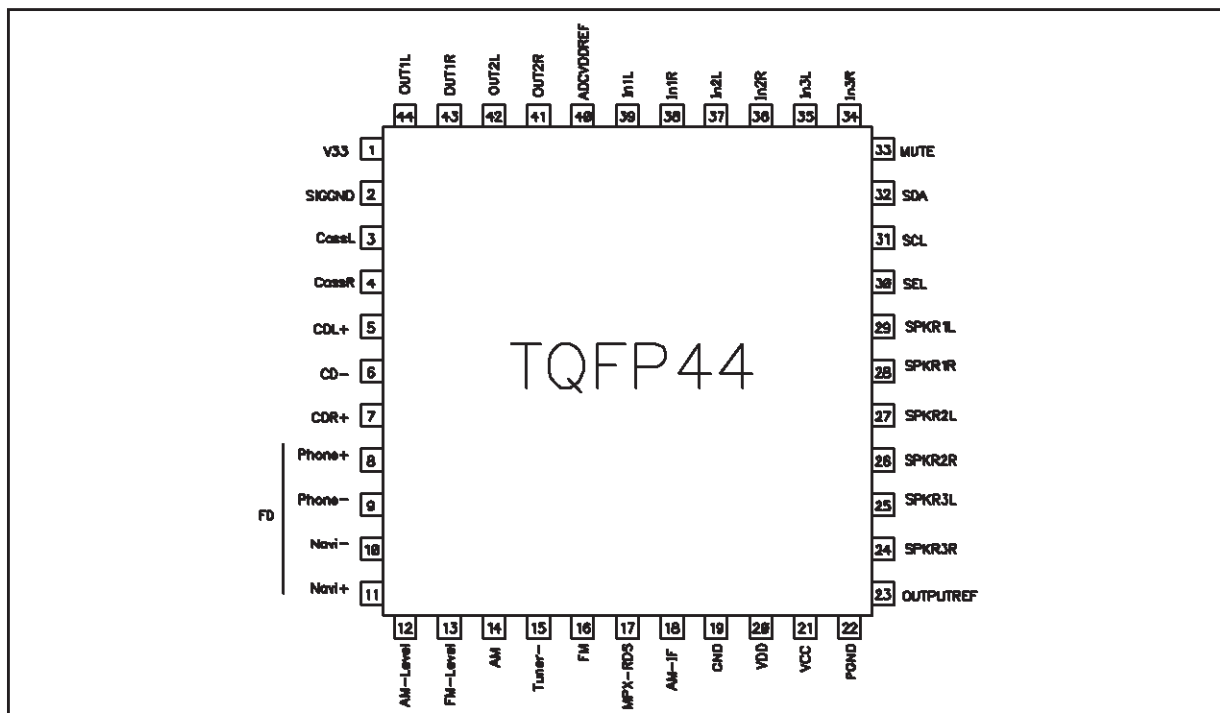 OUT1L OUT1R OUT2L OUT2R ADCVDDREF In1L In1R In2L In2R In3L In3R
44 43 42 41 40 39 38 37 36 35 34
V33 1
SIGGND 2
CassL 3
CassR 4
CDL+ 5
CD- 6
CDR+ 7
Phone+ 8
Phone- 9
FD
Navi- 10
Navi+ 11
TQFP44
33 MUTE
32 SDA
31 SCL
30 SEL
29 SPKR1L
28 SPKR1R
27 SPKR2L
26 SPKR2R
25 SPKR3L
24 SPKR3R
23 OUTPUTREF
12 13 14 15 16 17 18 19 20 21 22
AM-Level FM-Level AM Tuner- FM MPX-RDS AM-IF GND VDD VCC PGND